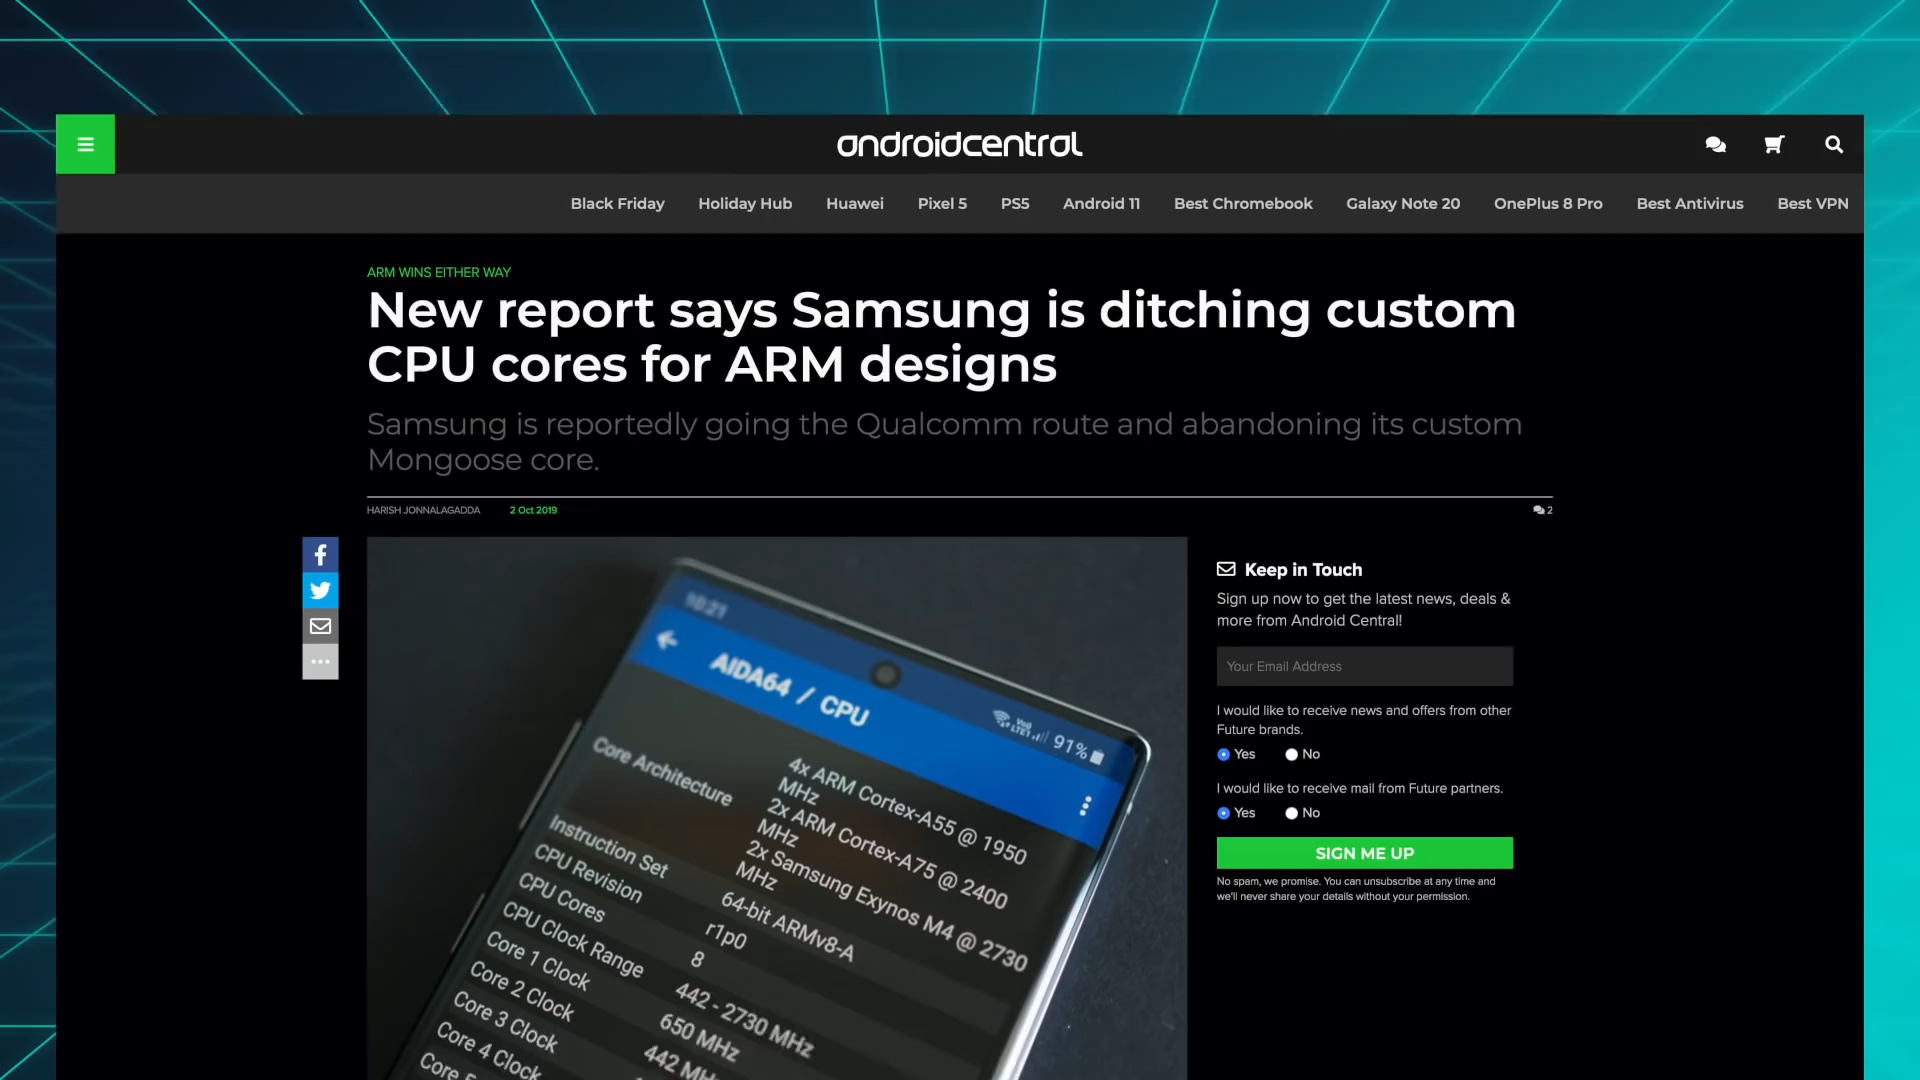 androidcentral
Black Friday Holiday Hub Huawei Pixel 5 PS5 Android 11 Best Chromebook Galaxy Note 20 OnePlus 8 Pro Best Antivirus Best VPN
ARM WINS EITHER WAY
New report says Samsung is ditching custom
CPU cores for ARM designs
Samsung is reportedly going the Qualcomm route and abandoning its custom
Mongoose core.
HARISH JONNALAGADDA 2 Oct 2019 2
10:21
AIDA64 / CPU
VoD LTE1 91%
Core Architecture
4x ARM Cortex-A55 @ 1950
MHz
2x ARM Cortex-A75 @ 2400
MHz
2x Samsung Exynos M4 @ 2730
MHz
Instruction Set 64-bit ARMv8-A
CPU Revision r1p0
CPU Cores 8
CPU Clock Range 442 - 2730 MHz
Core 1 Clock 650 MHz
Core 2 Clock 442 MHz
Core 3 Clock
Core 4 Clock
Core
Keep in Touch
Sign up now to get the latest news, deals &
more from Android Central!
Your Email Address
I would like to receive news and offers from other
Future brands.
Yes No
I would like to receive mail from Future partners.
Yes No
SIGN ME UP
No spam, we promise. You can unsubscribe at any time and
we'll never share your details without your permission.